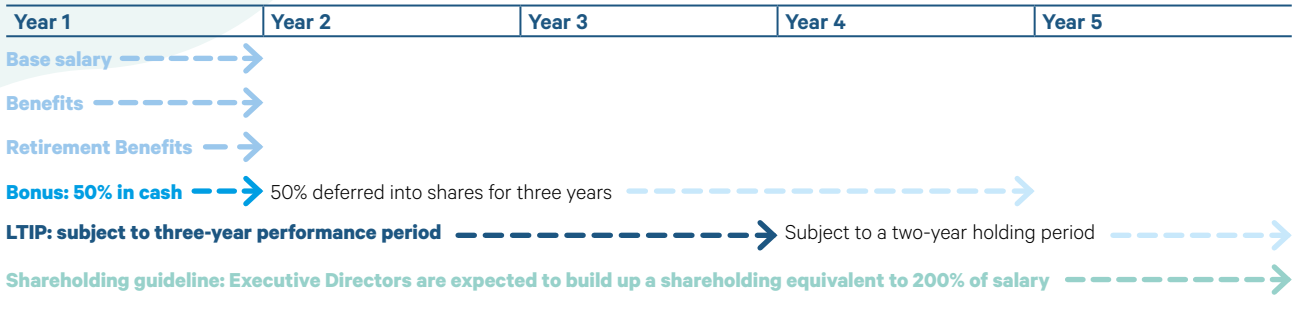 Year 1 Year 2 Year 3 Year 4 Year 5
Base salary
Benefits
Retirement Benefits
Bonus: 50% in cash 50% deferred into shares for three years
LTIP: subject to three-year performance period Subject to a two-year holding period
Shareholding guideline: Executive Directors are expected to build up a shareholding equivalent to 200% of salary